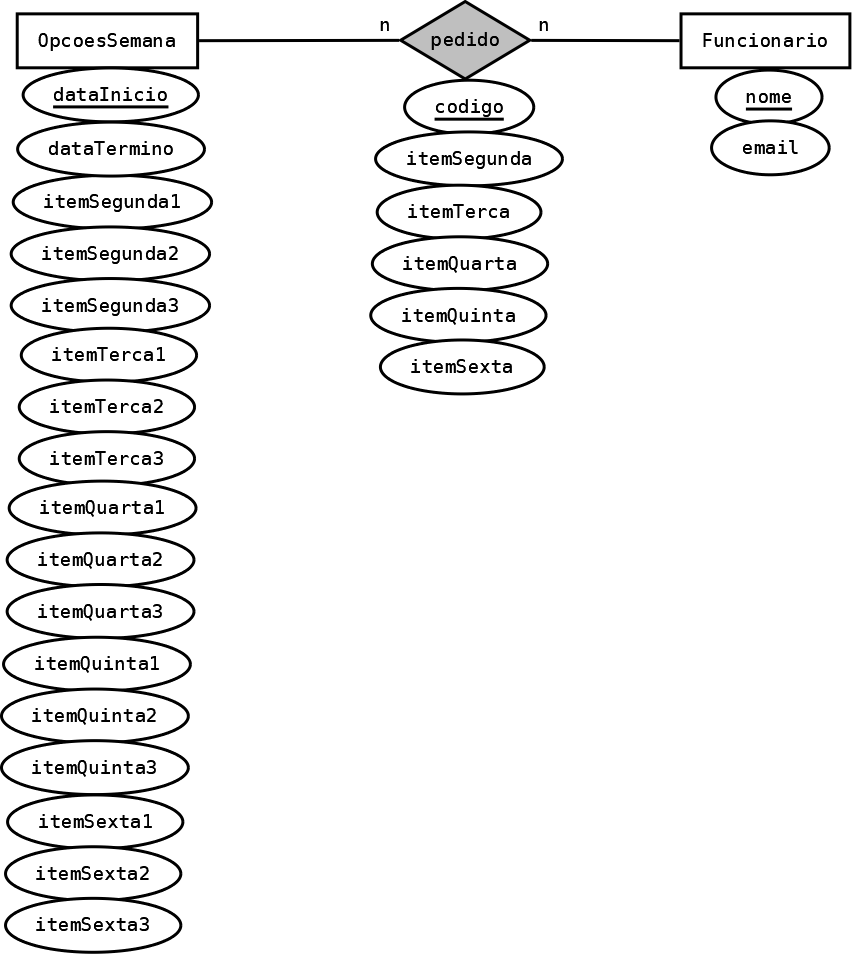 OpcoesSemana
n
pedido
n
Funcionario
dataInicio
dataTermino
itemSegunda1
itemSegunda2
itemSegunda3
itemTerca1
itemTerca2
itemTerca3
itemQuarta1
itemQuarta2
itemQuarta3
itemQuinta1
itemQuinta2
itemQuinta3
itemSexta1
itemSexta2
itemSexta3
codigo
itemSegunda
itemTerca
itemQuarta
itemQuinta
itemSexta
nome
email